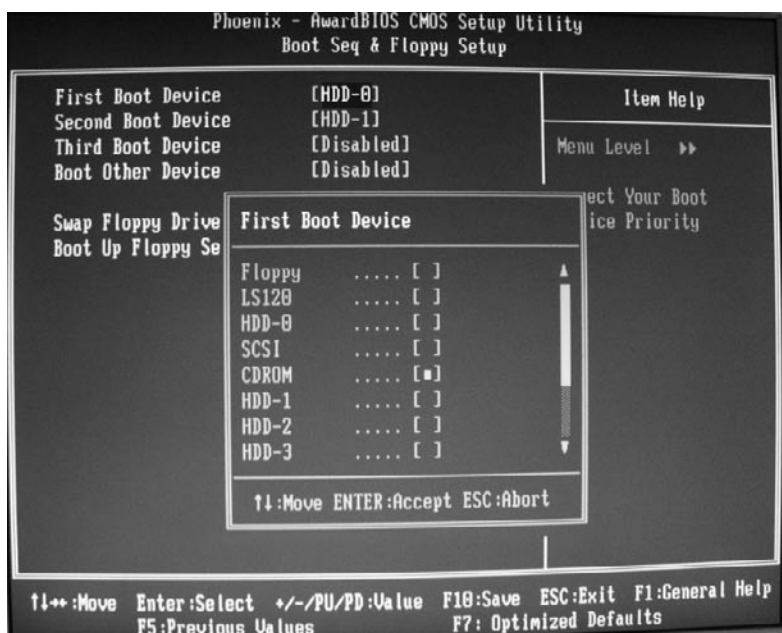 Phoenix - AwardBIOS CMOS Setup Utility
Boot Seq & Floppy Setup
First Boot Device [HDD-0]
Second Boot Device [HDD-1]
Third Boot Device [Disabled]
Boot Other Device [Disabled]
Swap Floppy Drive
Boot Up Floppy Se
Item Help
Menu Level ▶▶
ect Your Boot
ice Priority
First Boot Device
Floppy ..... [ ]
LS120 ..... [ ]
HDD-0 ..... [ ]
SCSI ..... [ ]
CDROM ..... [■]
HDD-1 ..... [ ]
HDD-2 ..... [ ]
HDD-3 ..... [ ]
↑↓:Move ENTER:Accept ESC:Abort
↑↓→←:Move Enter:Select +/-/PU/PD:Value F10:Save ESC:Exit F1:General Help
F5:Previous Values F7: Optimized Defaults